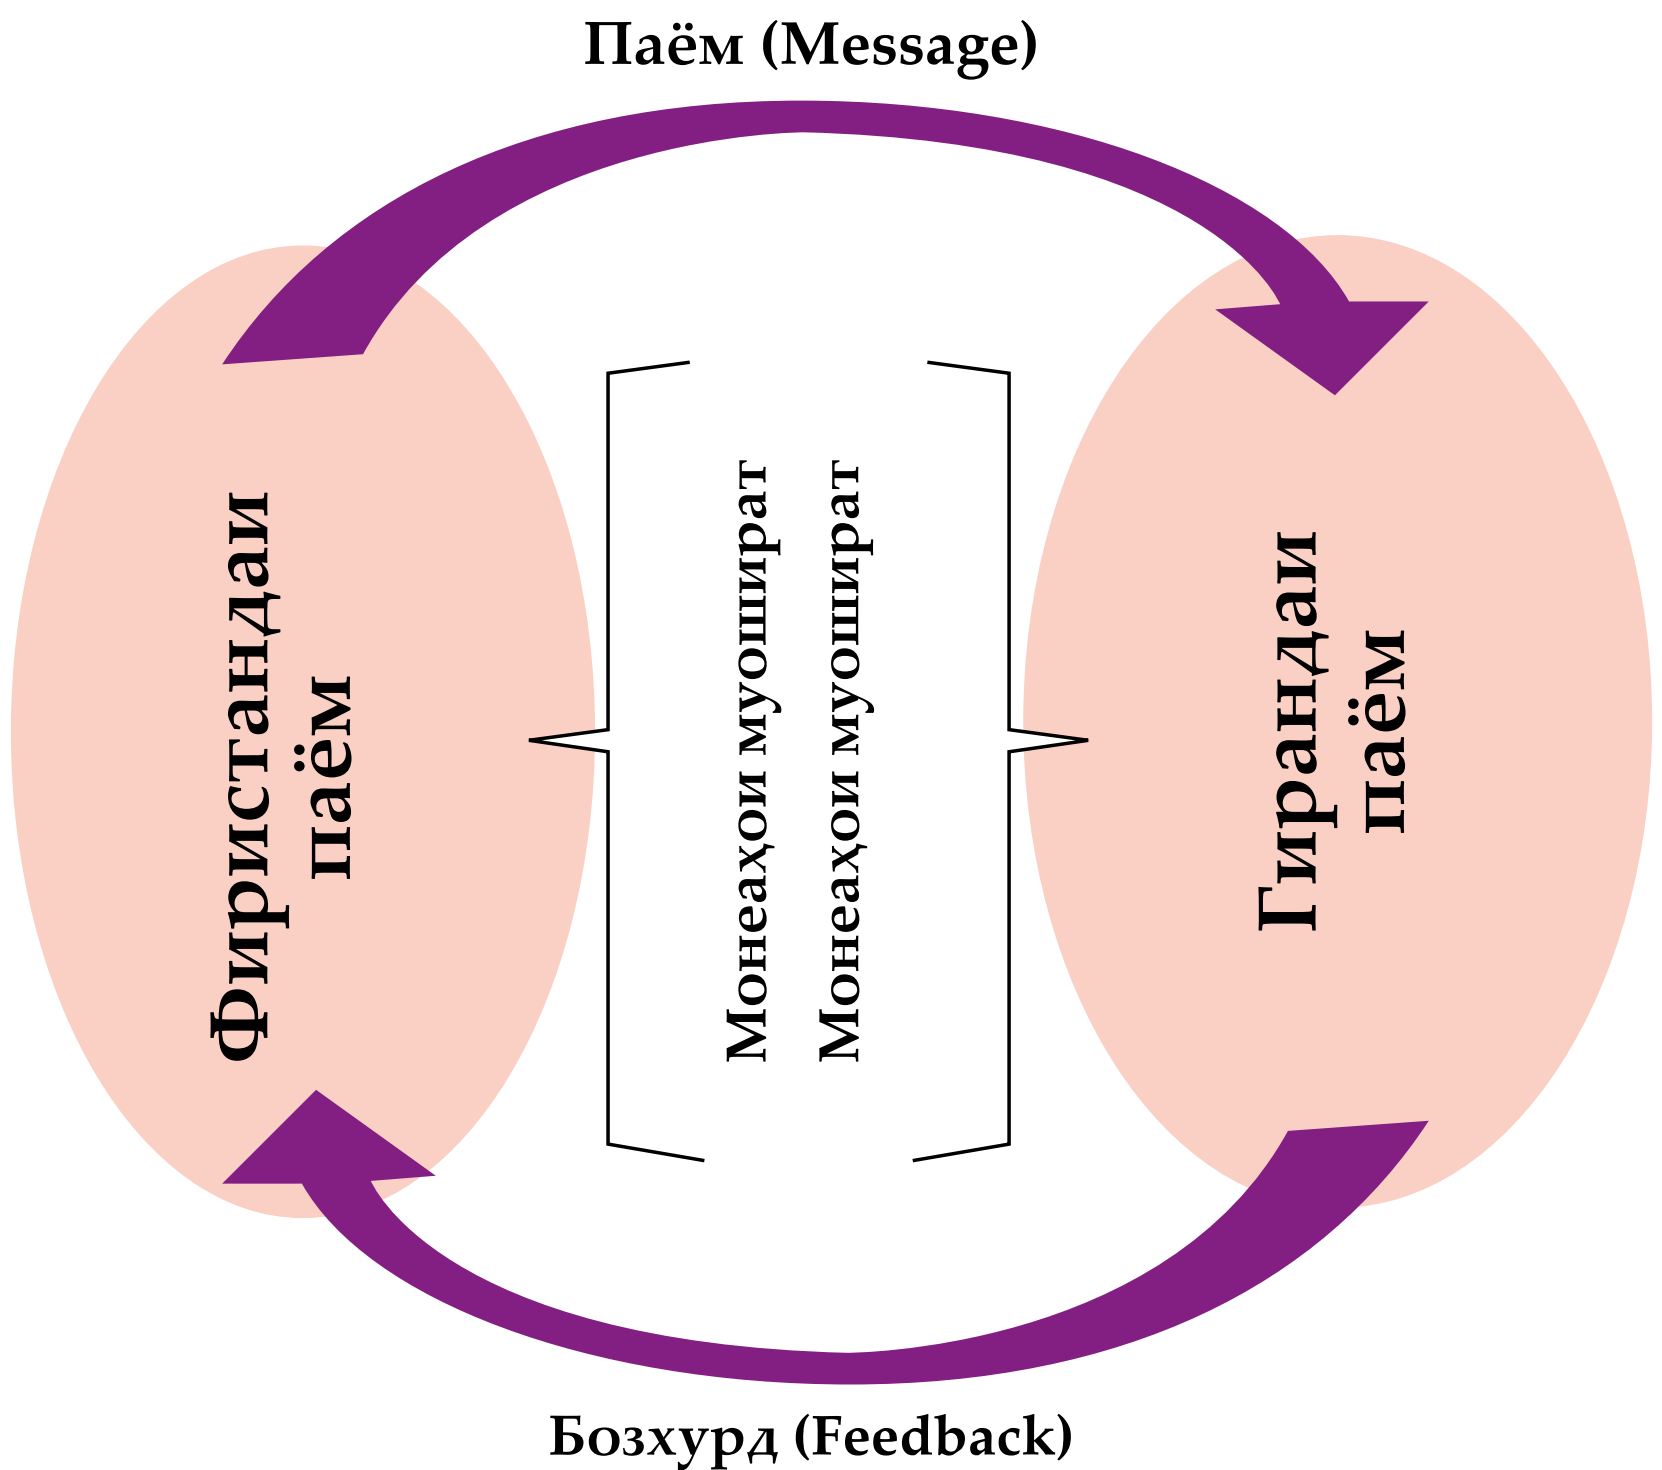 Паём (Message)
Фиристандаи
паём
Монеаҳои муошират
Монеаҳои муошират
Гирандаи
паём
Бозхурд (Feedback)